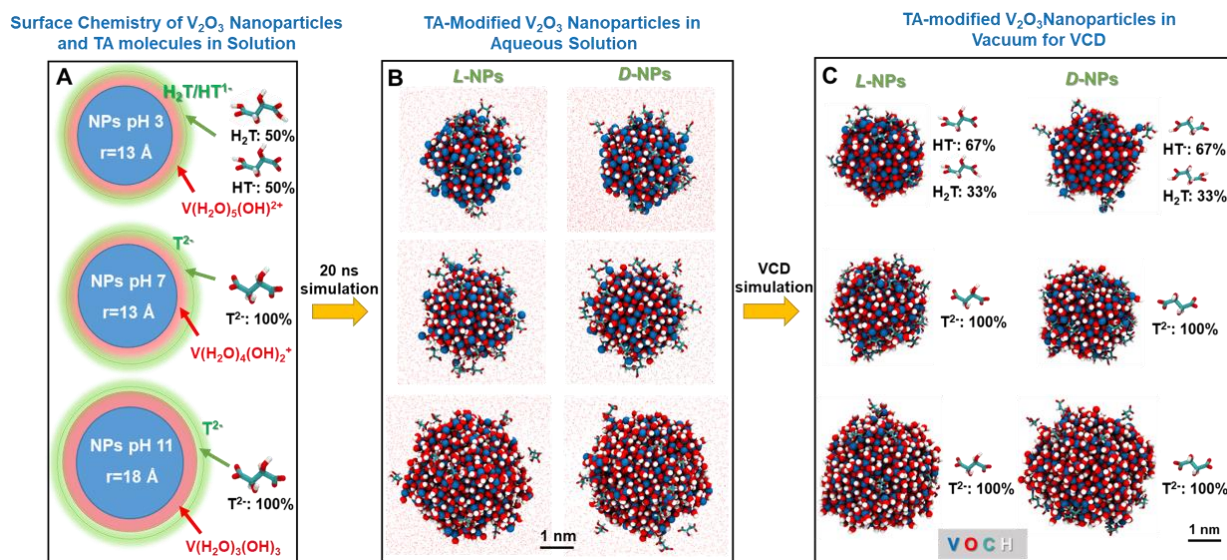 Surface Chemistry of V₂O₃ Nanoparticles
and TA molecules in Solution
TA-Modified V₂O₃ Nanoparticles in
Aqueous Solution
TA-modified V₂O₃Nanoparticles in
Vacuum for VCD
A
H₂T/HT¹⁻
NPs pH 3
r=13 Å
H₂T: 50%
HT⁻: 50%
V(H₂O)₅(OH)²⁺
T²⁻
NPs pH 7
r=13 Å
T²⁻: 100%
V(H₂O)₄(OH)₂⁺
T²⁻
NPs pH 11
r=18 Å
T²⁻: 100%
V(H₂O)₃(OH)₃
20 ns
simulation
B
L-NPs
D-NPs
1 nm
VCD
simulation
C
L-NPs
D-NPs
HT⁻: 67%
H₂T: 33%
HT⁻: 67%
H₂T: 33%
T²⁻: 100%
T²⁻: 100%
T²⁻: 100%
T²⁻: 100%
V O C H
1 nm